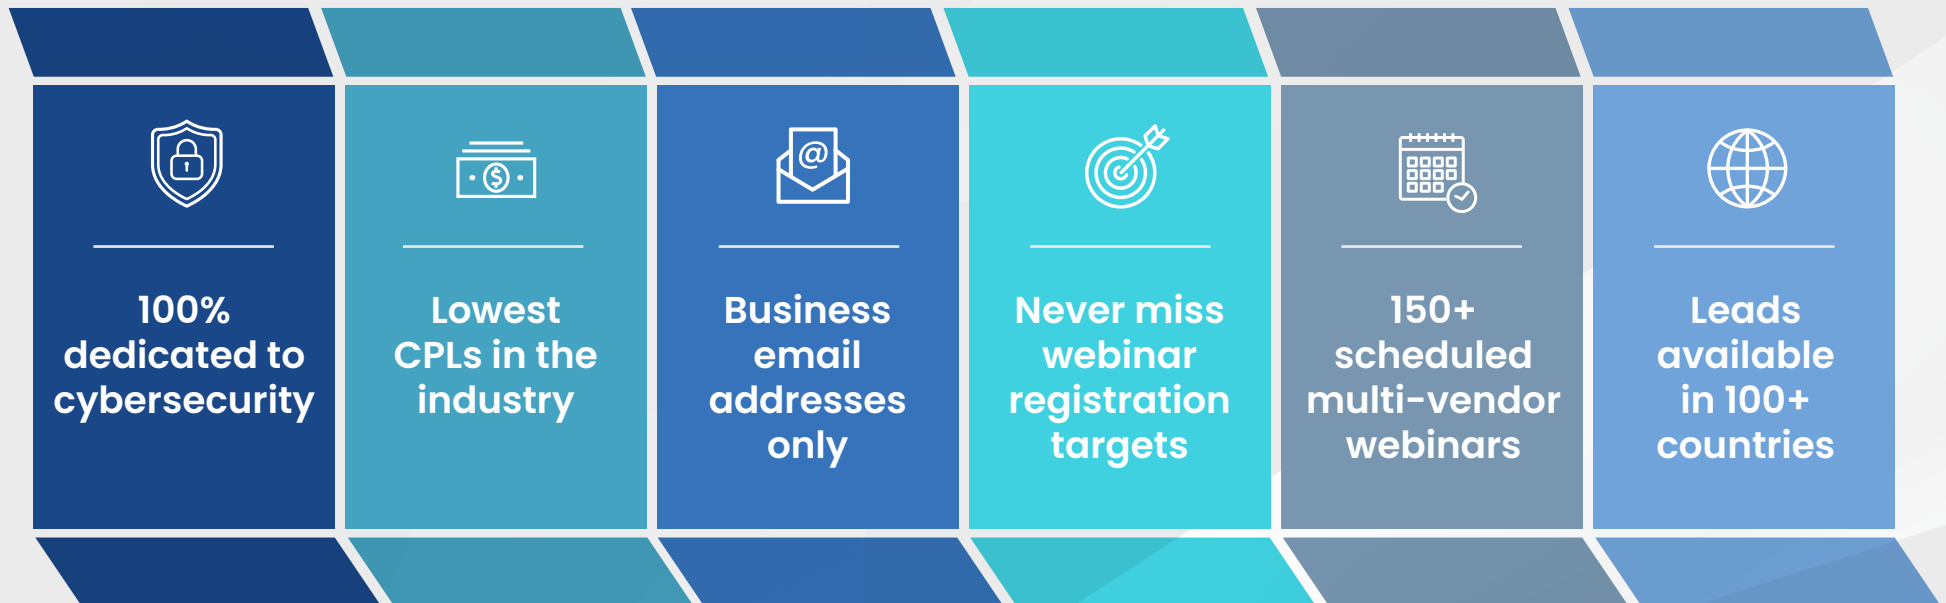 100%
dedicated to
cybersecurity
Lowest
CPLs in the
industry
@
Business
email
addresses
only
Never miss
webinar
registration
targets
150+
scheduled
multi-vendor
webinars
Leads
available
in 100+
countries
$